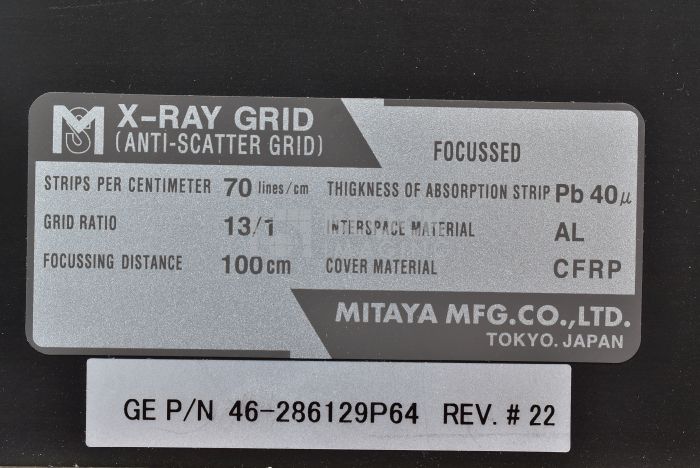 M X-RAY GRID
(ANTI-SCATTER GRID)
FOCUSSED
STRIPS PER CENTIMETER 70 lines/cm
THIGKNESS OF ABSORPTION STRIP Pb 40μ
GRID RATIO 13/1
INTERSPACE MATERIAL AL
FOCUSSING DISTANCE 100cm
COVER MATERIAL CFRP
MITAYA MFG.CO.,LTD.
TOKYO. JAPAN
GE P/N 46-286129P64 REV. # 22